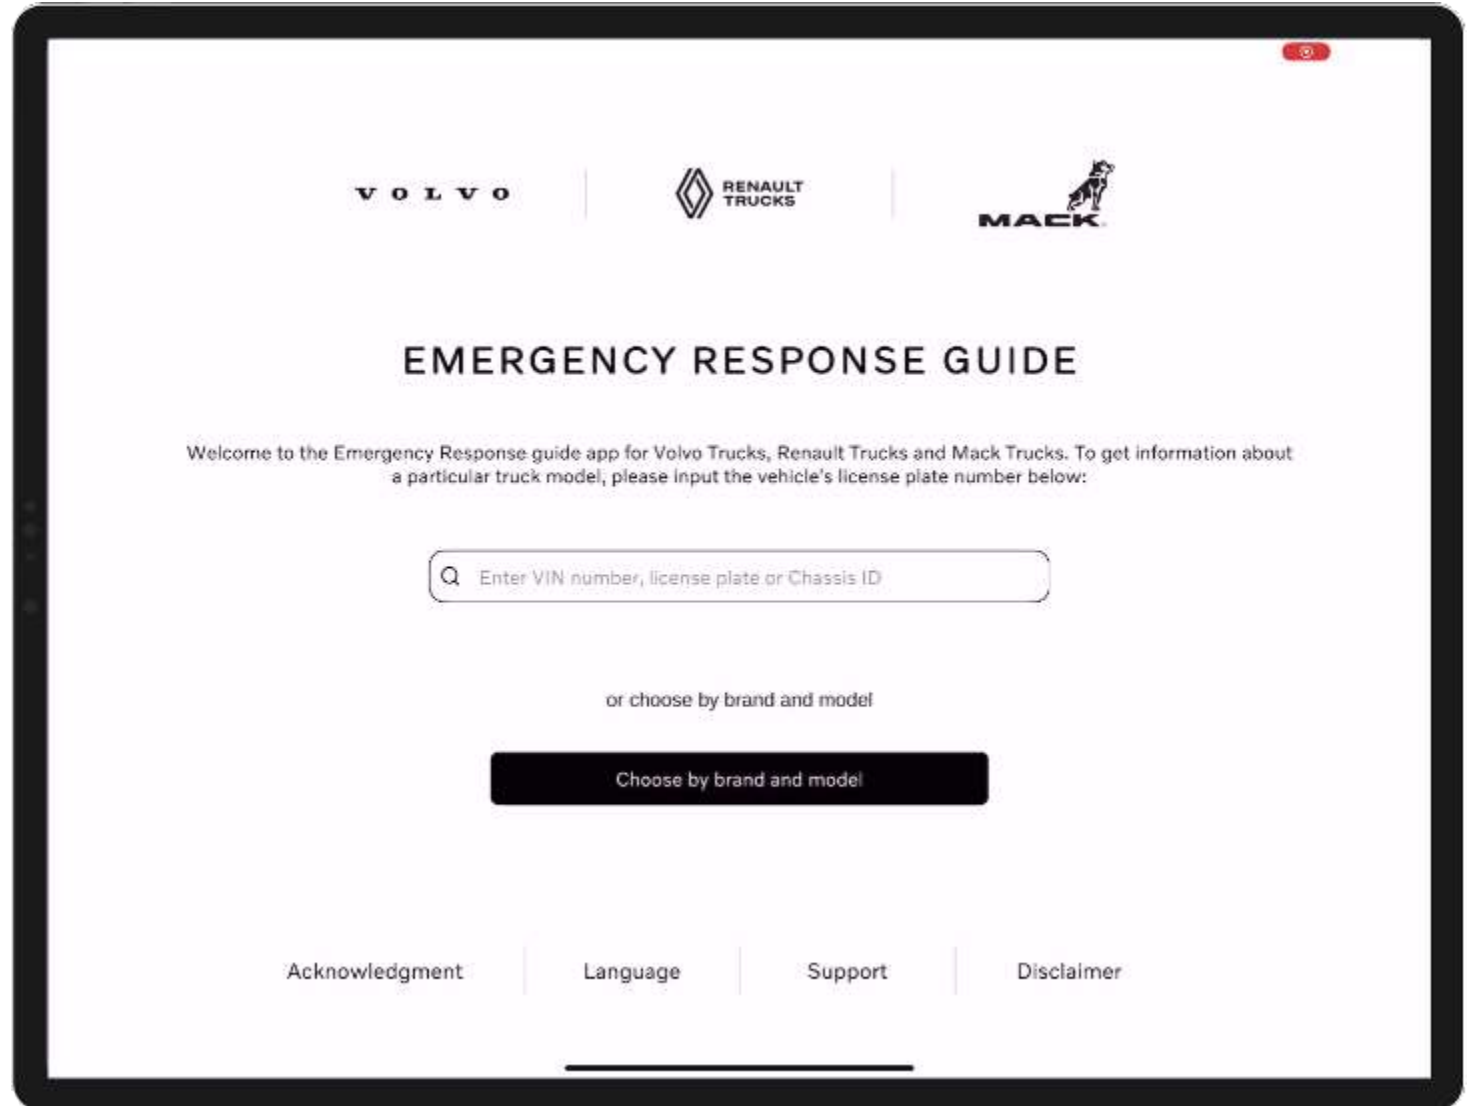 VOLVO
RENAULT
TRUCKS
MACK
EMERGENCY RESPONSE GUIDE
Welcome to the Emergency Response guide app for Volvo Trucks, Renault Trucks and Mack Trucks. To get information about
a particular truck model, please input the vehicle's license plate number below:
Enter VIN number, license plate or Chassis ID
or choose by brand and model
Choose by brand and model
Acknowledgment
Language
Support
Disclaimer